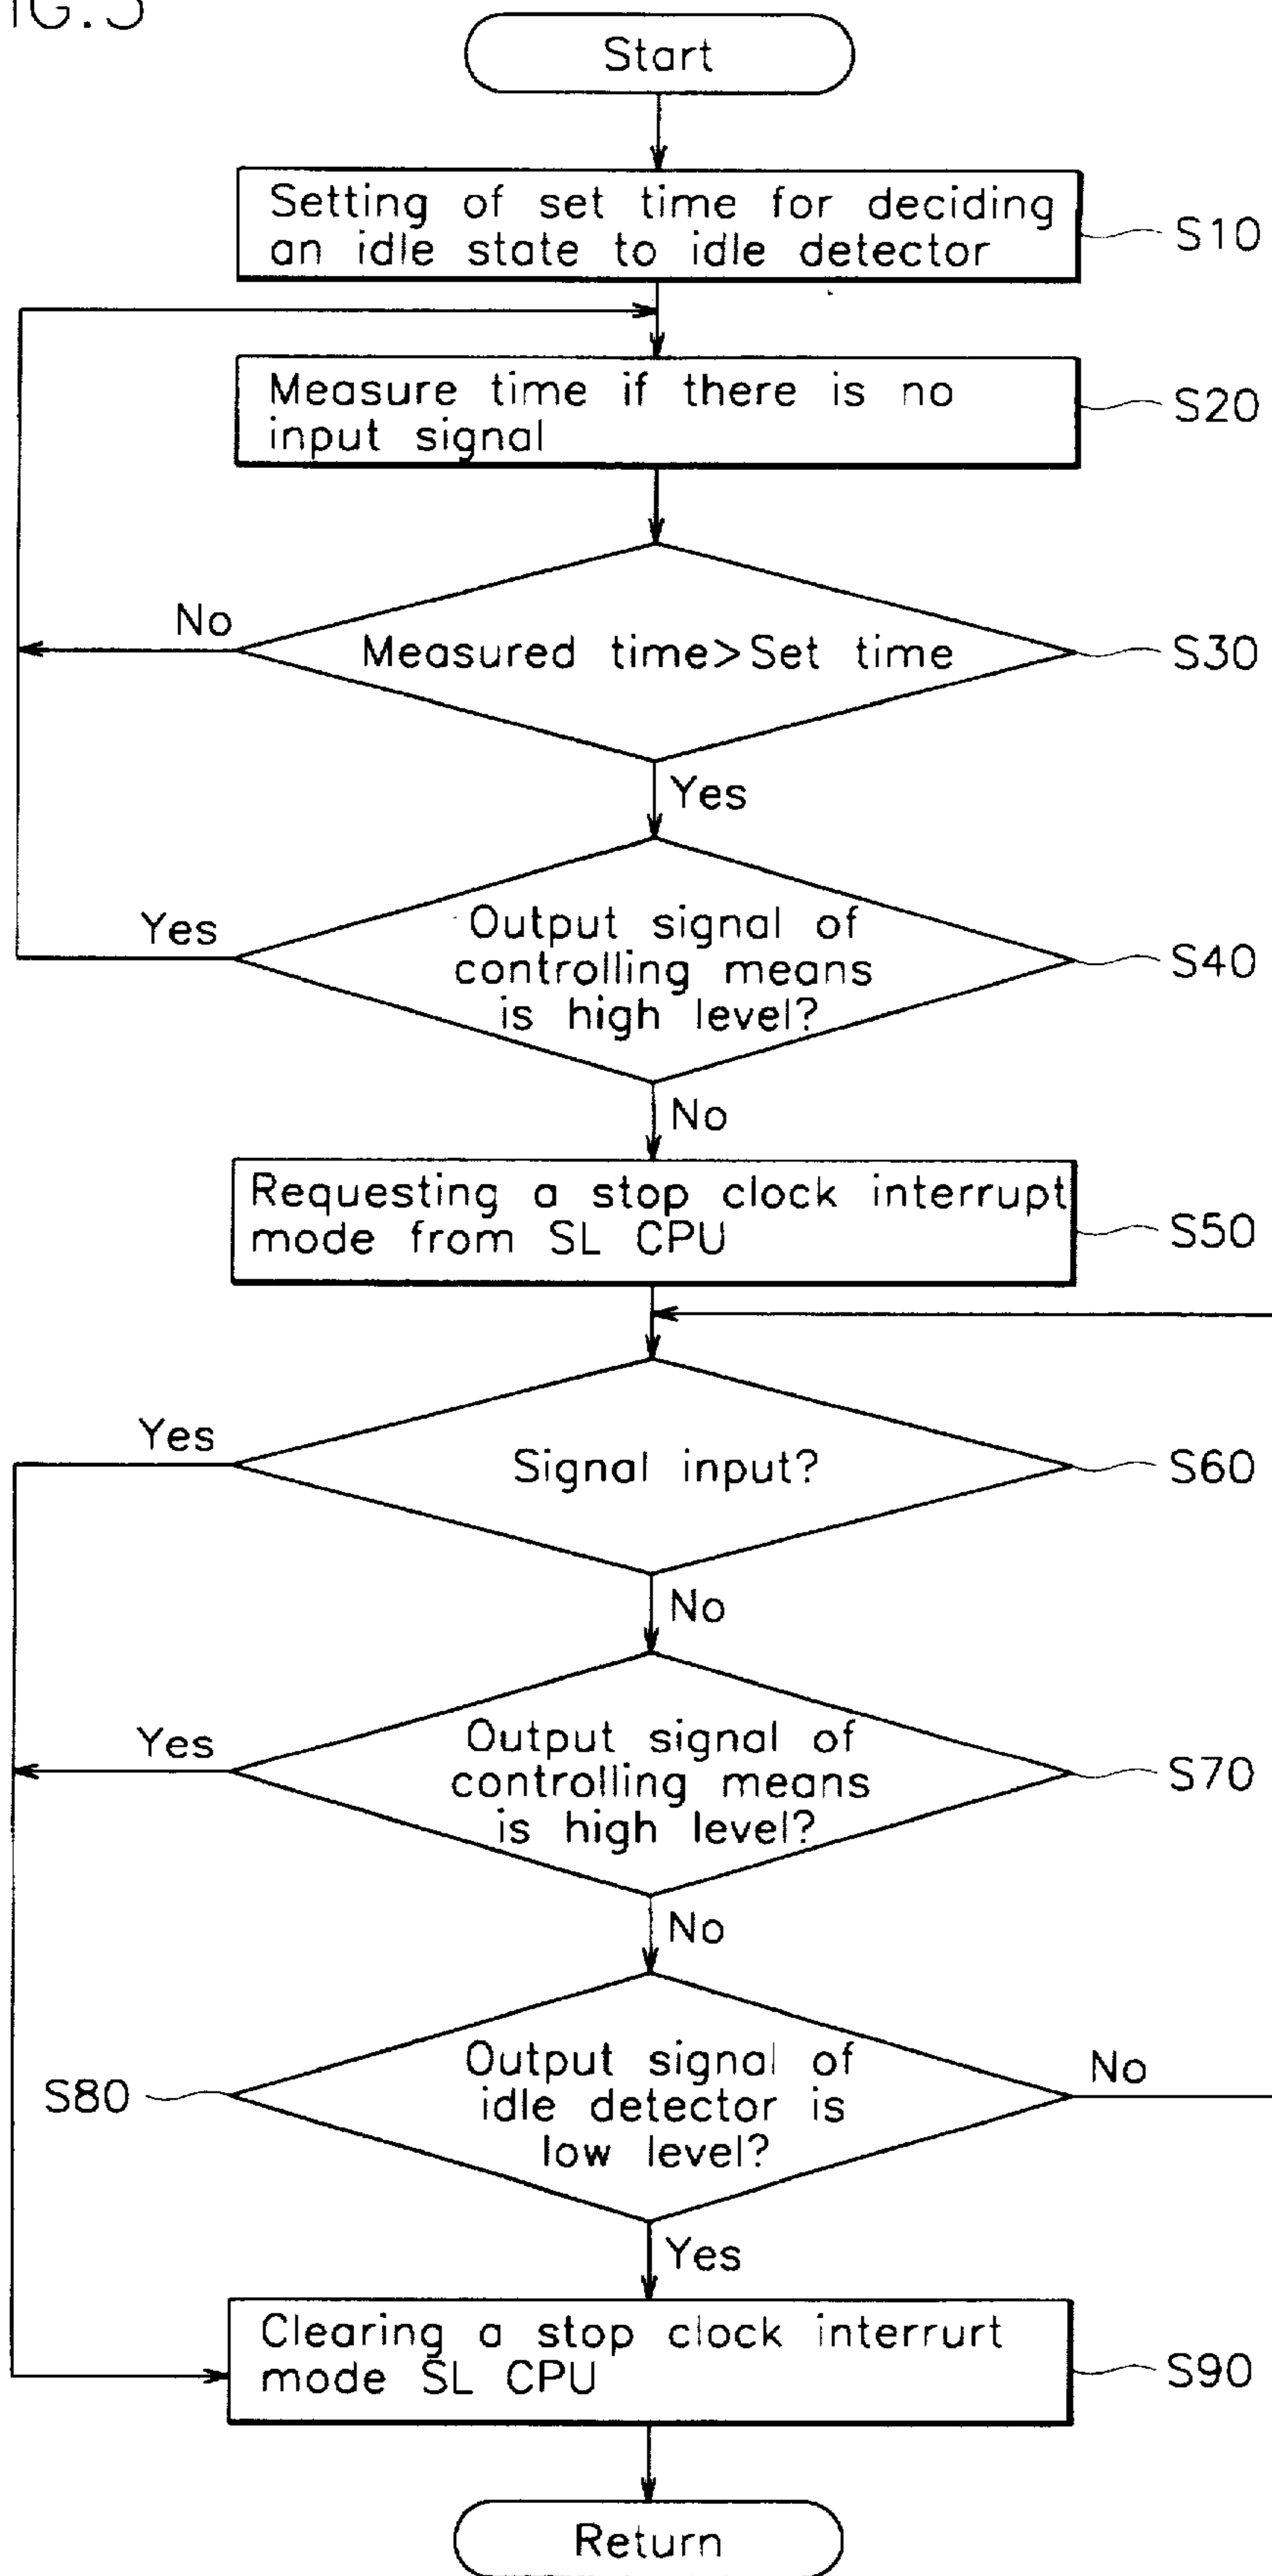 Start
Setting of set time for deciding
an idle state to idle detector
S10
Measure time if there is no
input signal
S20
No
Measured time>Set time
S30
Yes
Yes
Output signal of
controlling means
is high level?
S40
No
Requesting a stop clock interrupt
mode from SL CPU
S50
Yes
Signal input?
S60
No
Yes
Output signal of
controlling means
is high level?
S70
No
S80
Output signal of
idle detector is
low level?
No
Yes
Clearing a stop clock interrurt
mode SL CPU
S90
Return